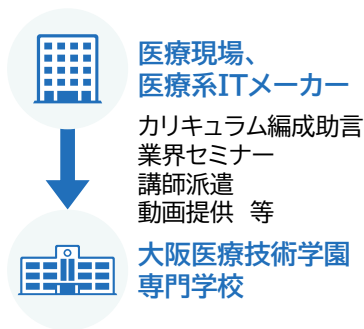 医療現場、
医療系ITメーカー
カリキュラム編成助言
業界セミナー
講師派遣
動画提供 等
大阪医療技術学園
専門学校